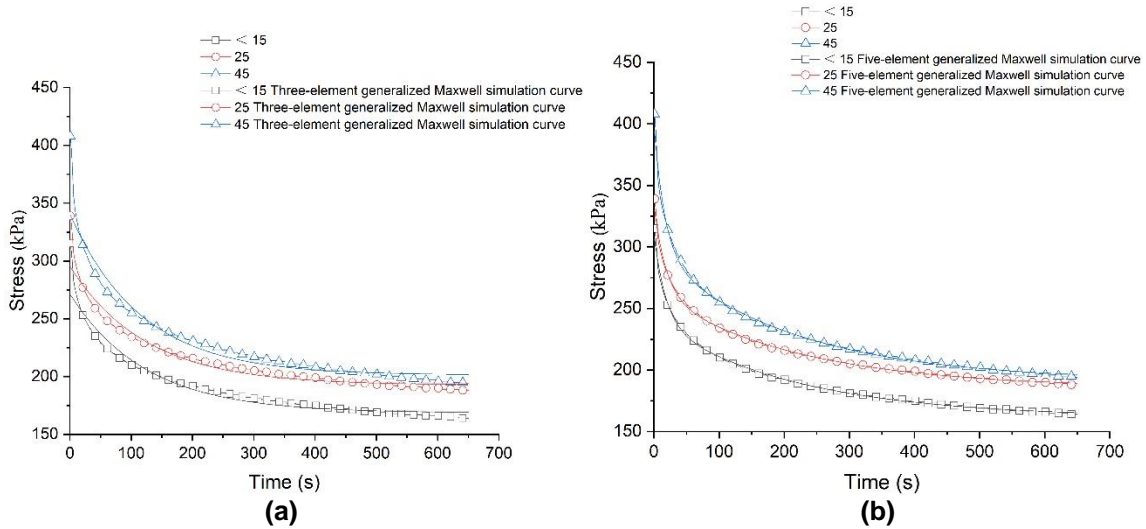 < 15
25
45
< 15 Three-element generalized Maxwell simulation curve
25 Three-element generalized Maxwell simulation curve
45 Three-element generalized Maxwell simulation curve
450
400
350
300
250
200
150
Stress (kPa)
0 100 200 300 400 500 600 700
Time (s)
(a)
< 15
25
45
< 15 Five-element generalized Maxwell simulation curve
25 Five-element generalized Maxwell simulation curve
45 Five-element generalized Maxwell simulation curve
450
400
350
300
250
200
150
Stress (kPa)
0 100 200 300 400 500 600 700
Time (s)
(b)